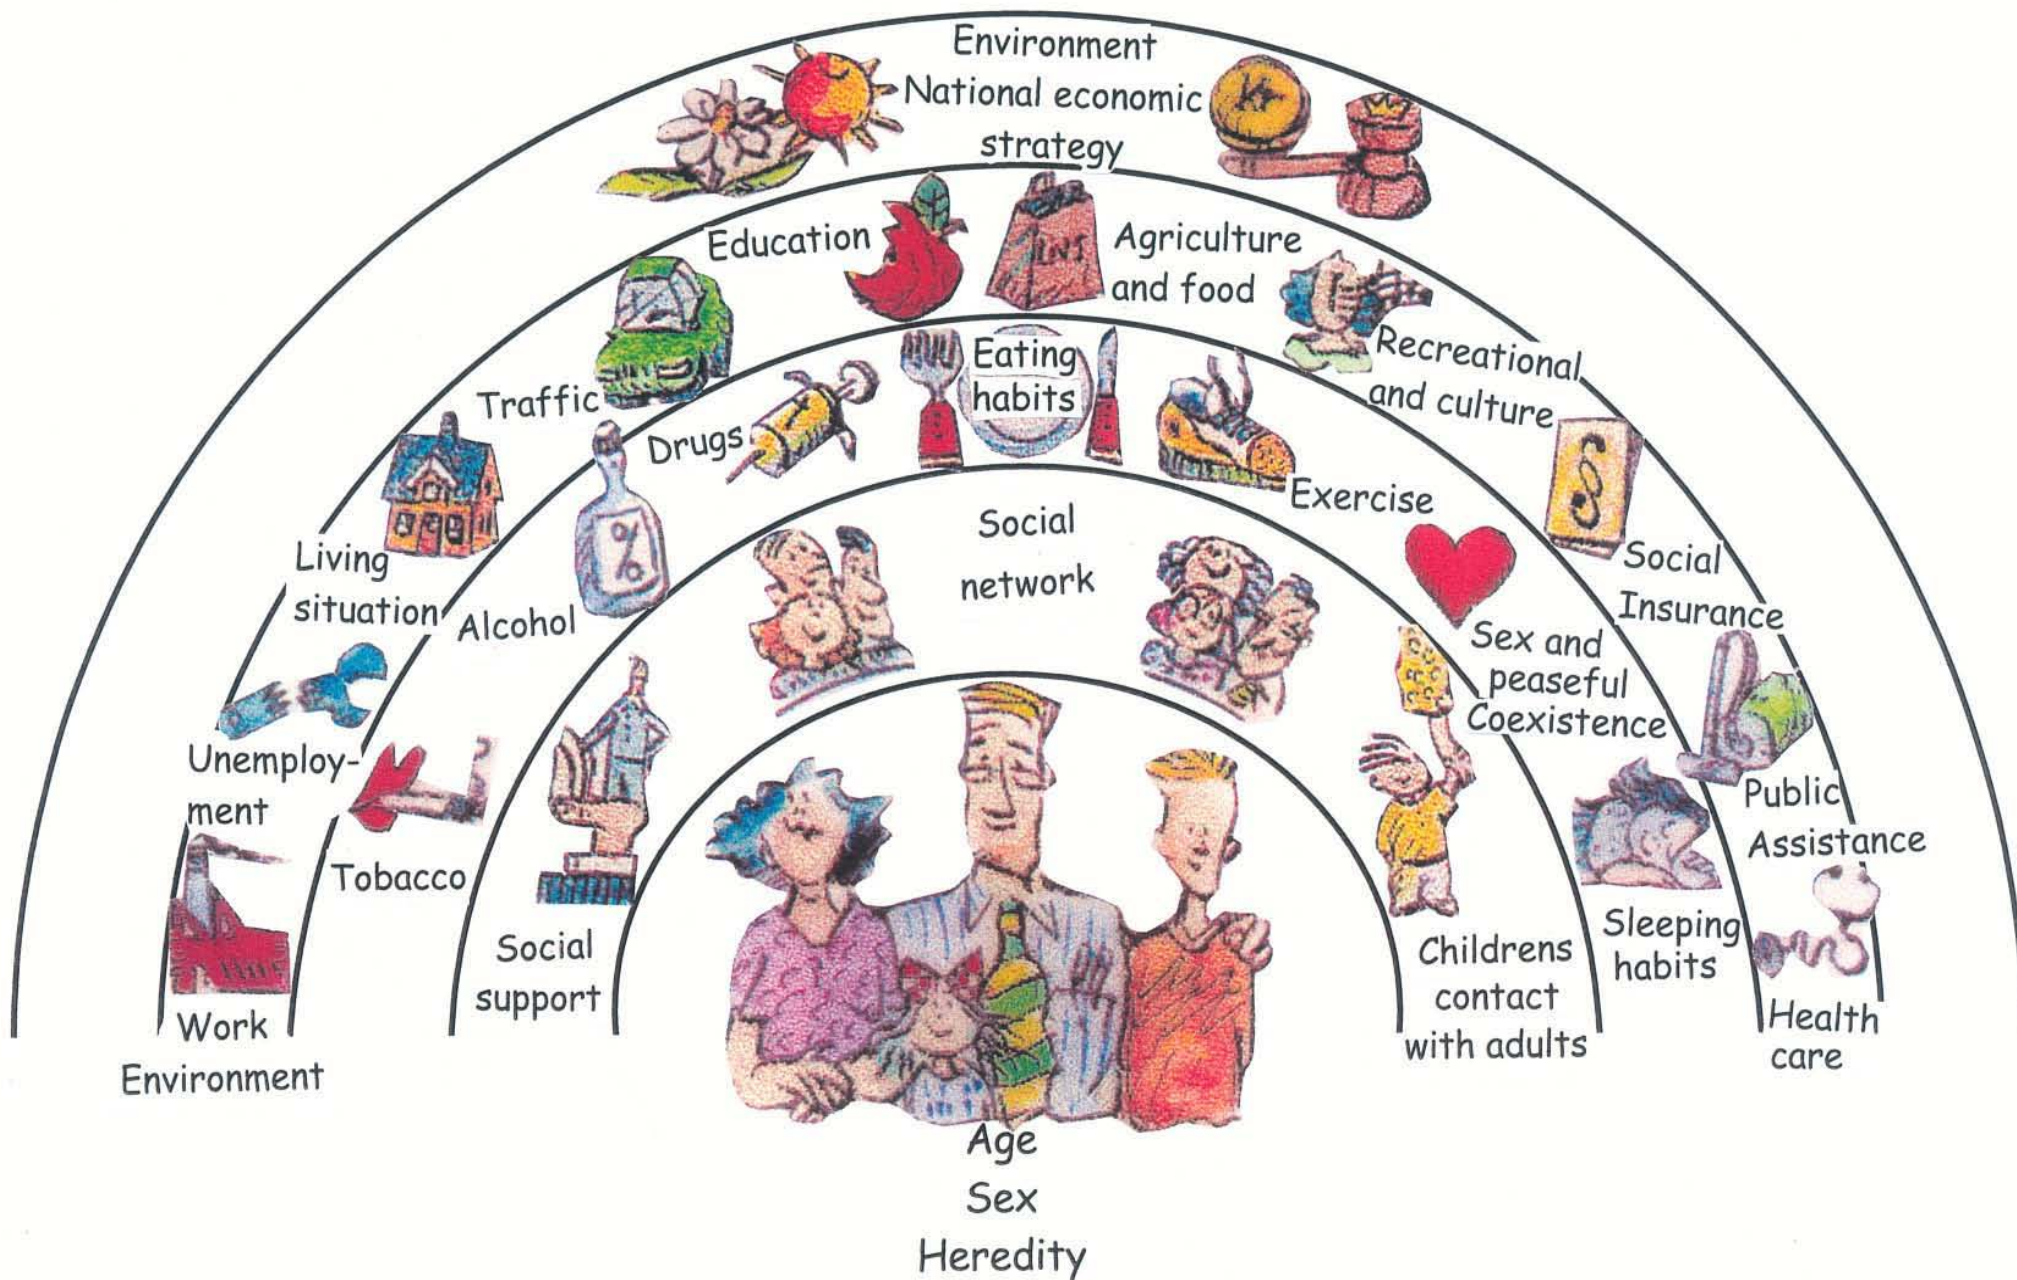 Environment
National economic
strategy
Kr
Education
Agriculture
and food
Recreational
and culture
Traffic
Living
situation
Social
Insurance
Unemploy-
ment
Public
Assistance
Work
Environment
Health
care
Eating
habits
Drugs
Exercise
Alcohol
%
Sex and
peaseful
Coexistence
Tobacco
Sleeping
habits
Social
network
Social
support
Childrens
contact
with adults
Age
Sex
Heredity